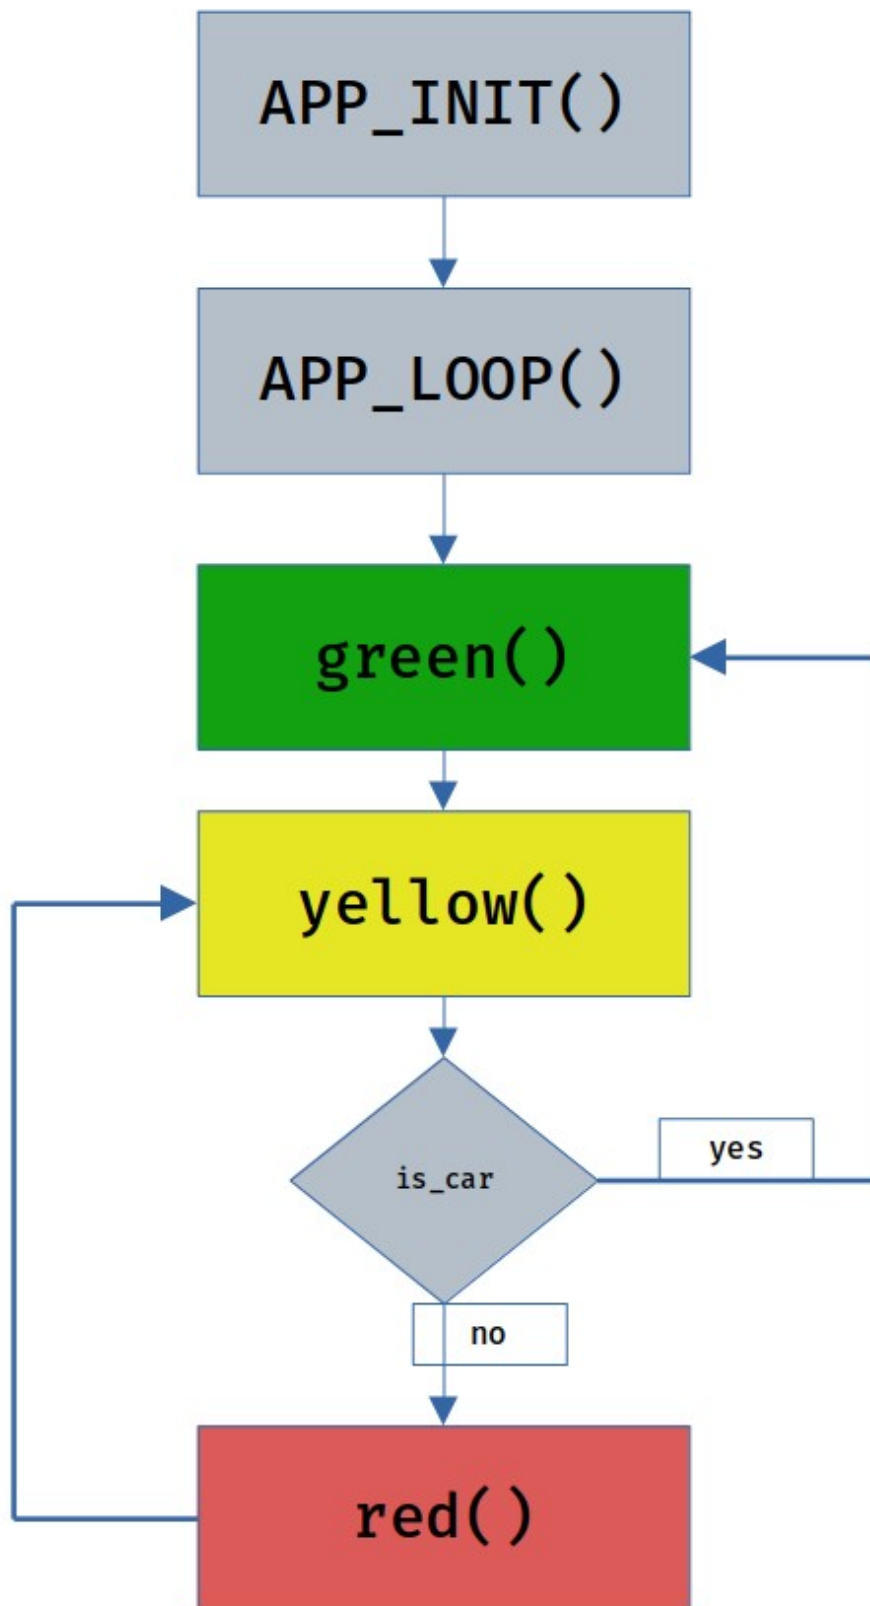 APP_INIT()
APP_LOOP()
green()
yellow()
is_car
yes
no
red()